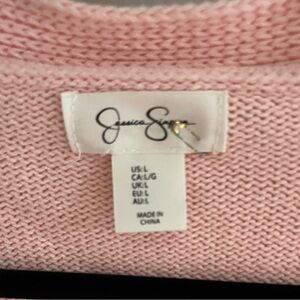 Jessica Simpson
US:L
CA:L/G
UK:L
EU:L
AU:L
MADE IN
CHINA